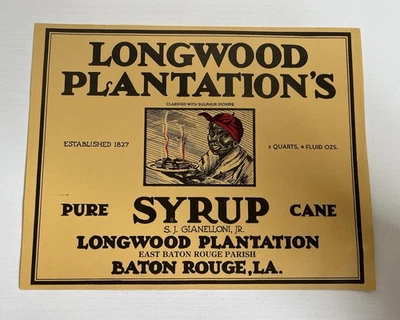 LONGWOOD
PLANTATION'S
CLARIFIED WITH SULPHUR DIOXIDE
ESTABLISHED 1827
3 QUARTS, 4 FLUID OZS.
PURE SYRUP CANE
S. J. GIANELLONI, JR.
LONGWOOD PLANTATION
EAST BATON ROUGE PARISH
BATON ROUGE, LA.